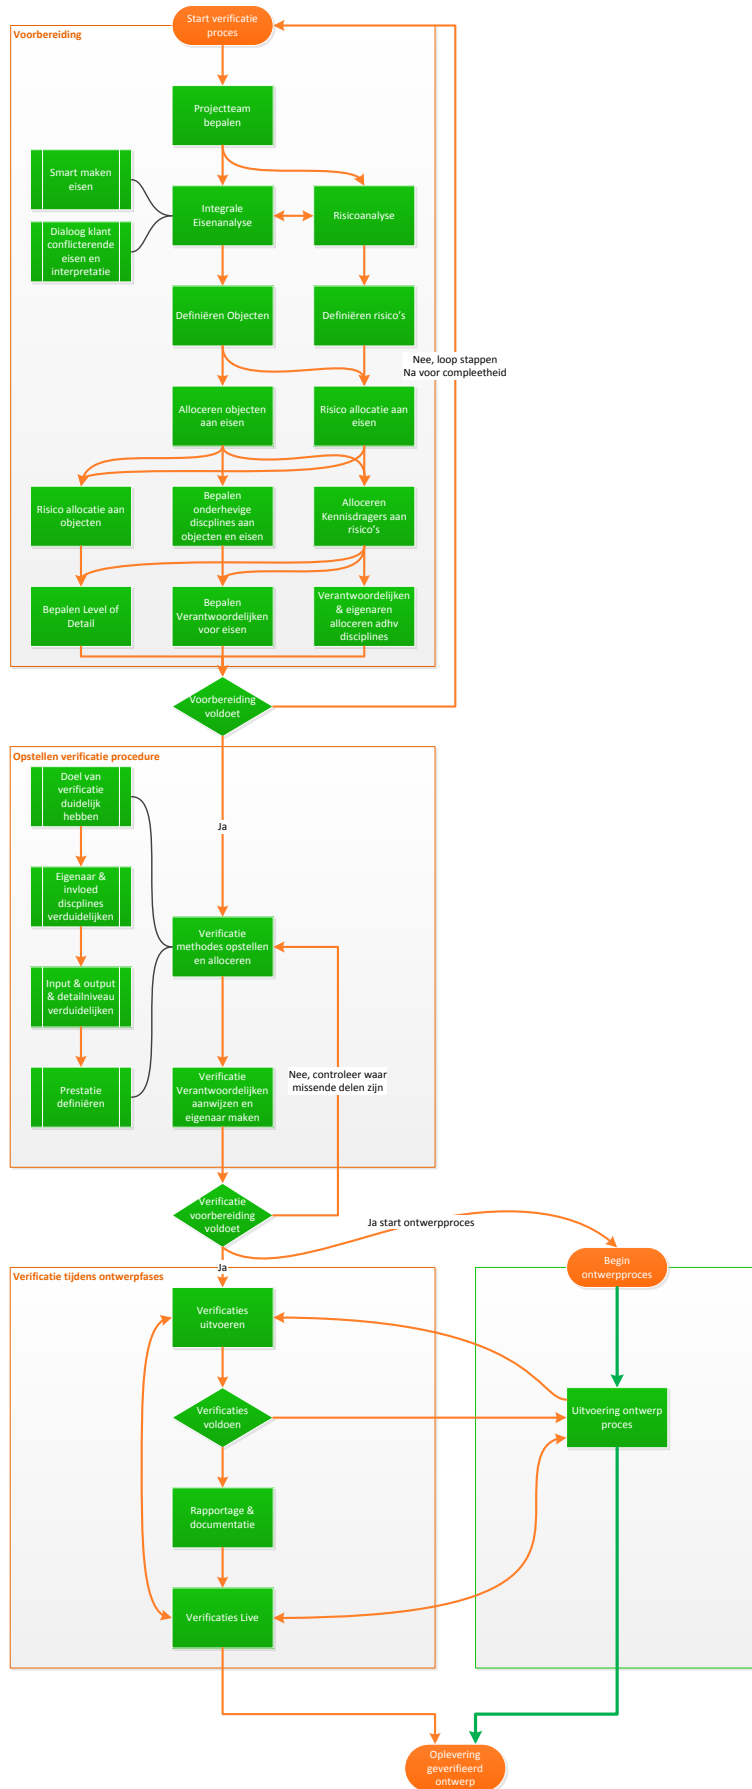 Start verificatie
proces
Voorbereiding
Projectteam
bepalen
Smart maken
eisen
Integrale
Eisenanalyse
Risicoanalyse
Dialoog klant
conflicterende
eisen en
interpretatie
Definiëren Objecten
Definiëren risico's
Nee, loop stappen
Na voor compleetheid
Alloceren objecten
aan eisen
Risico allocatie aan
eisen
Risico allocatie aan
objecten
Bepalen
onderhevige
discplines aan
objecten en eisen
Alloceren
Kennisdragers aan
risico's
Bepalen Level of
Detail
Bepalen
Verantwoordelijken
voor eisen
Verantwoordelijken
& eigenaren
alloceren adhv
disciplines
Voorbereiding
voldoet
Opstellen verificatie procedure
Doel van
verificatie
duidelijk
hebben
Ja
Eigenaar &
invloed
discplines
verduidelijken
Verificatie
methodes opstellen
en alloceren
Input & output
& detailniveau
verduidelijken
Nee, controleer waar
missende delen zijn
Prestatie
definiëren
Verificatie
Verantwoordelijken
aanwijzen en
eigenaar maken
Verificatie
voorbereiding
voldoet
Ja start ontwerpproces
Ja
Begin
ontwerpproces
Verificatie tijdens ontwerpfases
Verificaties
uitvoeren
Verificaties
voldoen
Uitvoering ontwerp
proces
Rapportage &
documentatie
Verificaties Live
Oplevering
geverifieerd
ontwerp